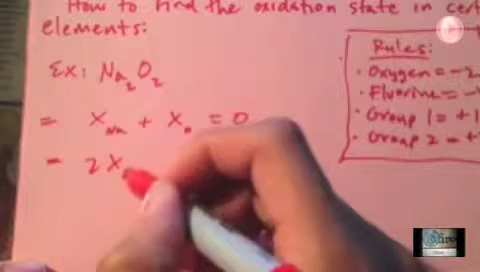 How to find the oxidation state in
elements:
Ex: Na2O2
= XNa + XO = 0
= 2X
Rules:
• Oxygen = -2
• Fluorine = -
• Group 1 = +1
• Group 2 = +